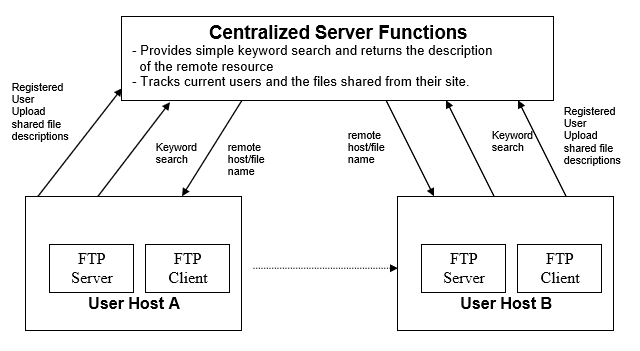 Centralized Server Functions
- Provides simple keyword search and returns the description
of the remote resource
- Tracks current users and the files shared from their site.
Registered
User
Upload
shared file
descriptions
Keyword
search
remote
host/file
name
remote
host/file
name
Keyword
search
Registered
User
Upload
shared file
descriptions
FTP
Server
FTP
Client
User Host A
FTP
Server
FTP
Client
User Host B